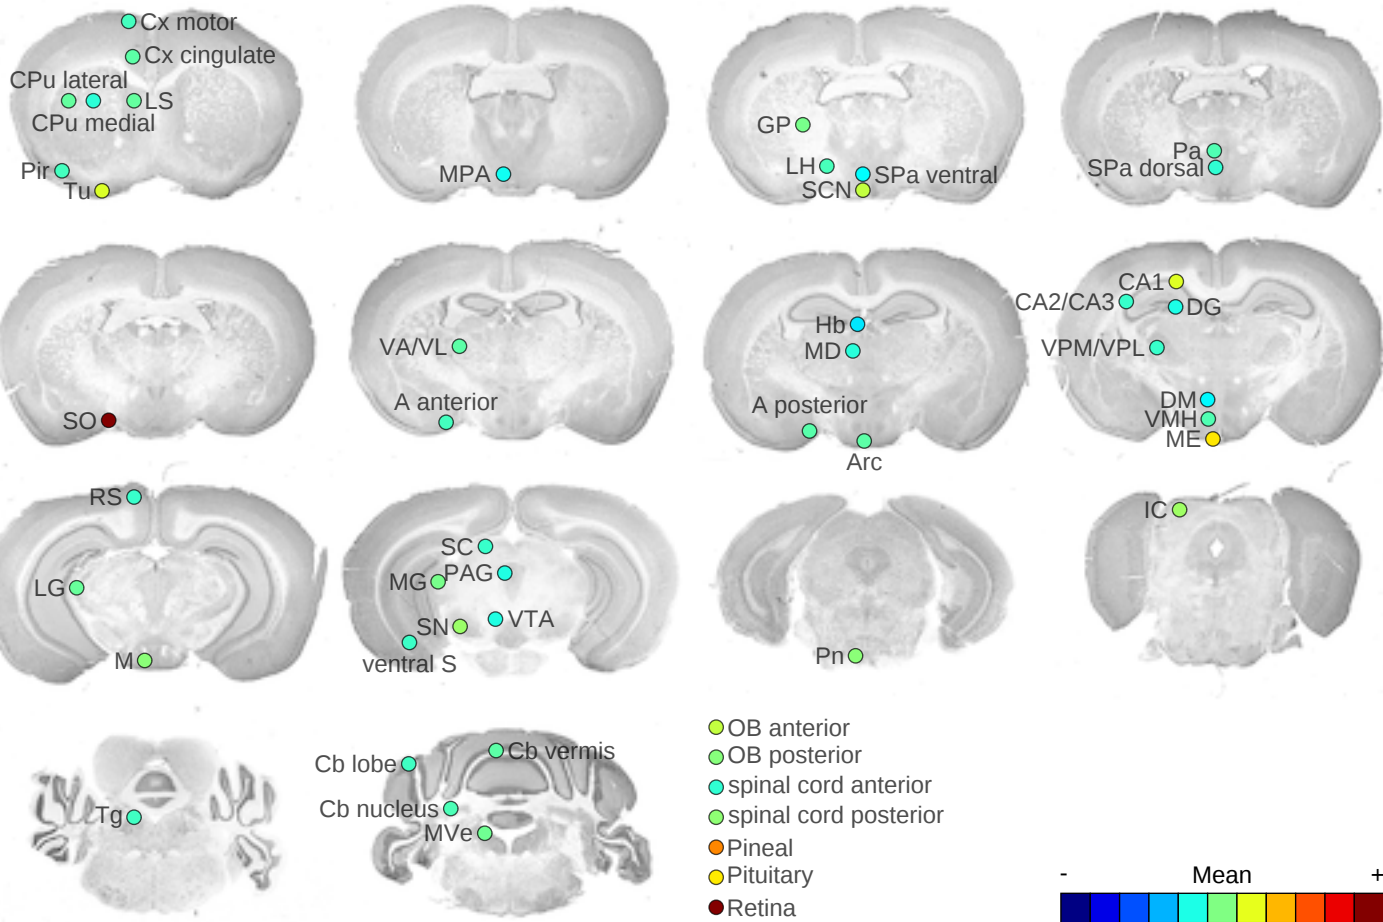 Cx motor
Cx cingulate
CPu lateral
LS
CPu medial
Pir
Tu
MPA
GP
LH
SPa ventral
SCN
Pa
SPa dorsal
SO
VA/VL
A anterior
Hb
MD
A posterior
Arc
CA1
CA2/CA3
DG
VPM/VPL
DM
VMH
ME
RS
LG
M
SC
MG
PAG
SN
VTA
ventral S
Pn
IC
Tg
Cb lobe
Cb vermis
Cb nucleus
MVe
OB anterior
OB posterior
spinal cord anterior
spinal cord posterior
Pineal
Pituitary
Retina
- Mean +